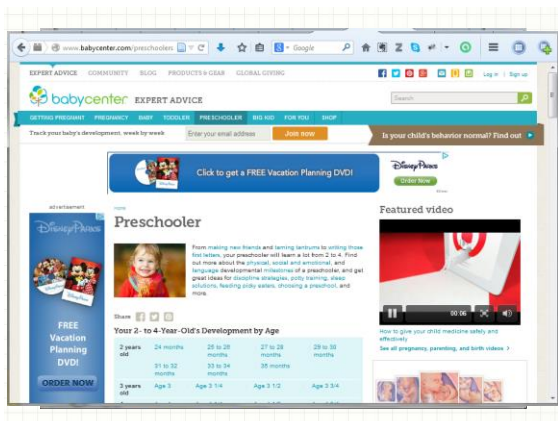 www.babycenter.com/preschoolers
Google
EXPERT ADVICE COMMUNITY BLOG PRODUCTS & GEAR GLOBAL GIVING
Log in | Sign up
babycenter EXPERT ADVICE
Search
GETTING PREGNANT PREGNANCY BABY TODDLER PRESCHOOLER BIG KID FOR YOU SHOP
Track your baby's development, week by week
Enter your email address
Join now
Is your child's behavior normal? Find out
Click to get a FREE Vacation Planning DVD!
Disney Parks
Order Now
advertisement
Disney Parks
FREE
Vacation
Planning
DVD!
ORDER NOW
Home
Preschooler
From making new friends and taming tantrums to writing those
first letters, your preschooler will learn a lot from 2 to 4. Find
out more about the physical, social and emotional, and
language developmental milestones of a preschooler, and get
great ideas for discipline strategies, potty training, sleep
solutions, feeding picky eaters, choosing a preschool, and
more.
Share
Your 2- to 4-Year-Old's Development by Age
2 years old 24 months 25 to 26 months 27 to 28 months 29 to 30 months
31 to 32 months 33 to 34 months 35 months
3 years old Age 3 Age 3 1/4 Age 3 1/2 Age 3 3/4
Featured video
00:06
How to give your child medicine safely and
effectively
See all pregnancy, parenting, and birth videos >